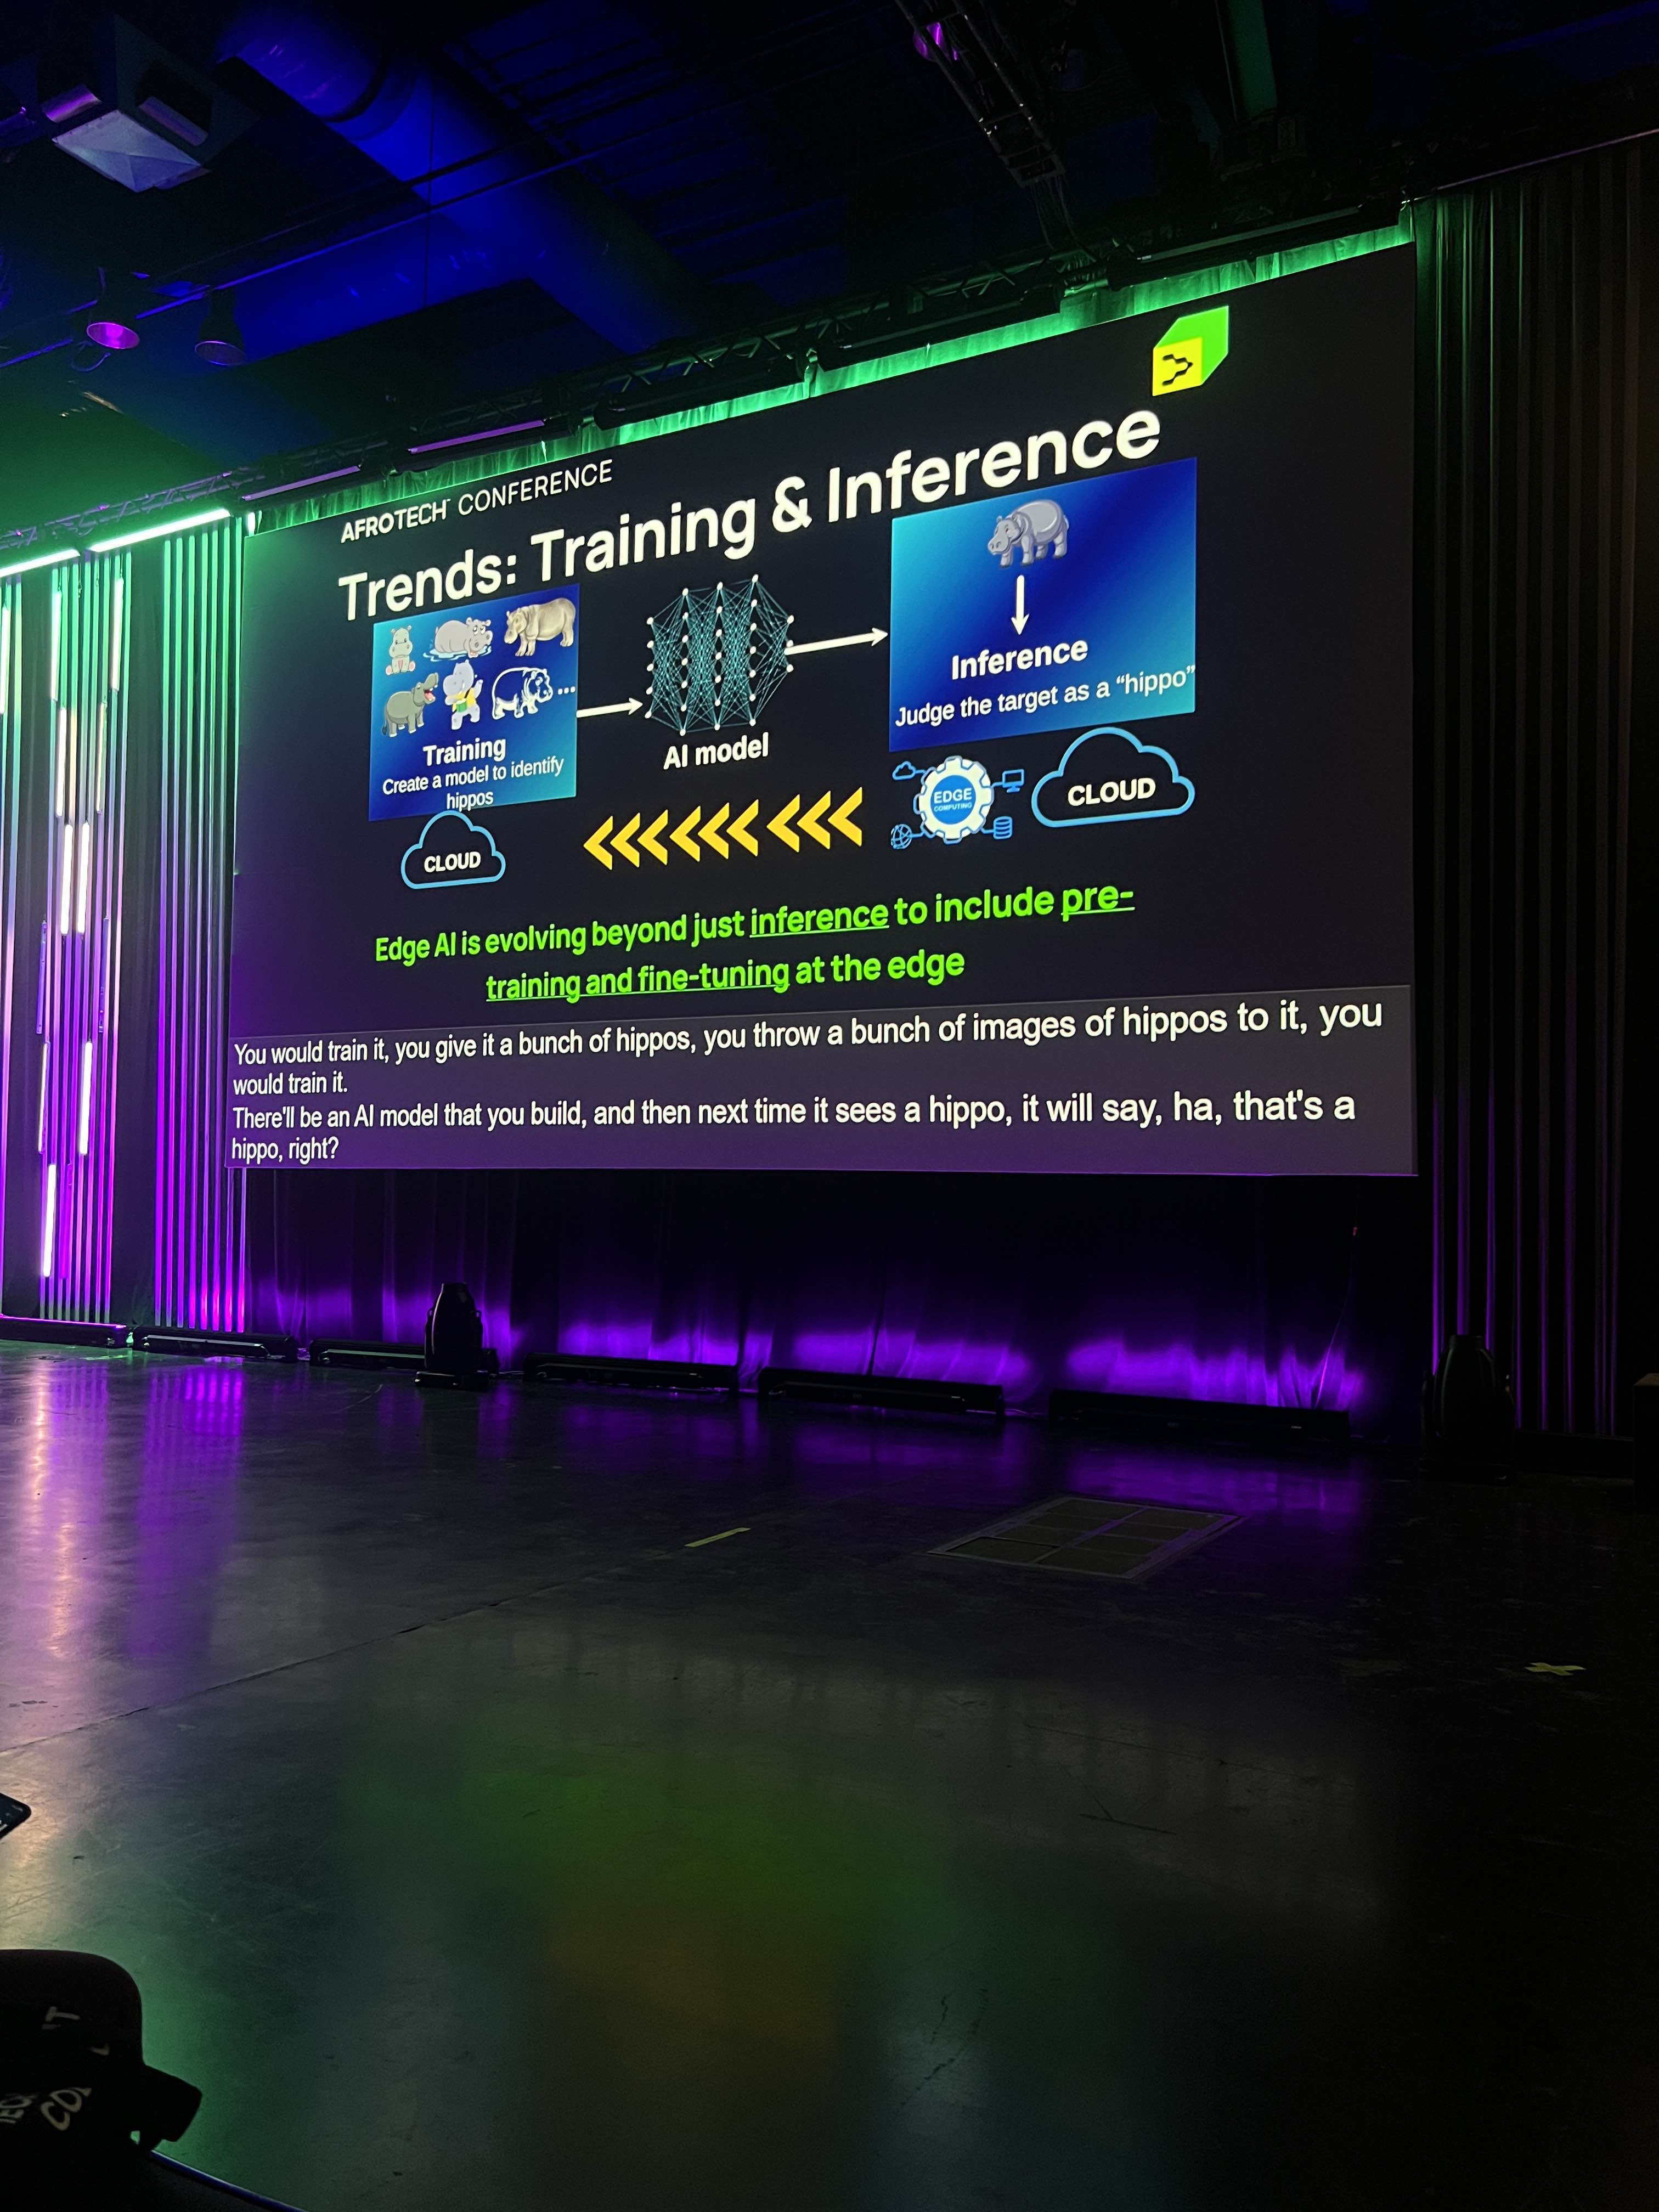 AFROTECH CONFERENCE
Trends: Training & Inference
Training
Create a model to identify
hippos
CLOUD
AI model
Inference
Judge the target as a “hippo”
EDGE
COMPUTING
CLOUD
Edge AI is evolving beyond just inference to include pre-
training and fine-tuning at the edge
You would train it, you give it a bunch of hippos, you throw a bunch of images of hippos to it, you
would train it.
There'll be an AI model that you build, and then next time it sees a hippo, it will say, ha, that's a
hippo, right?